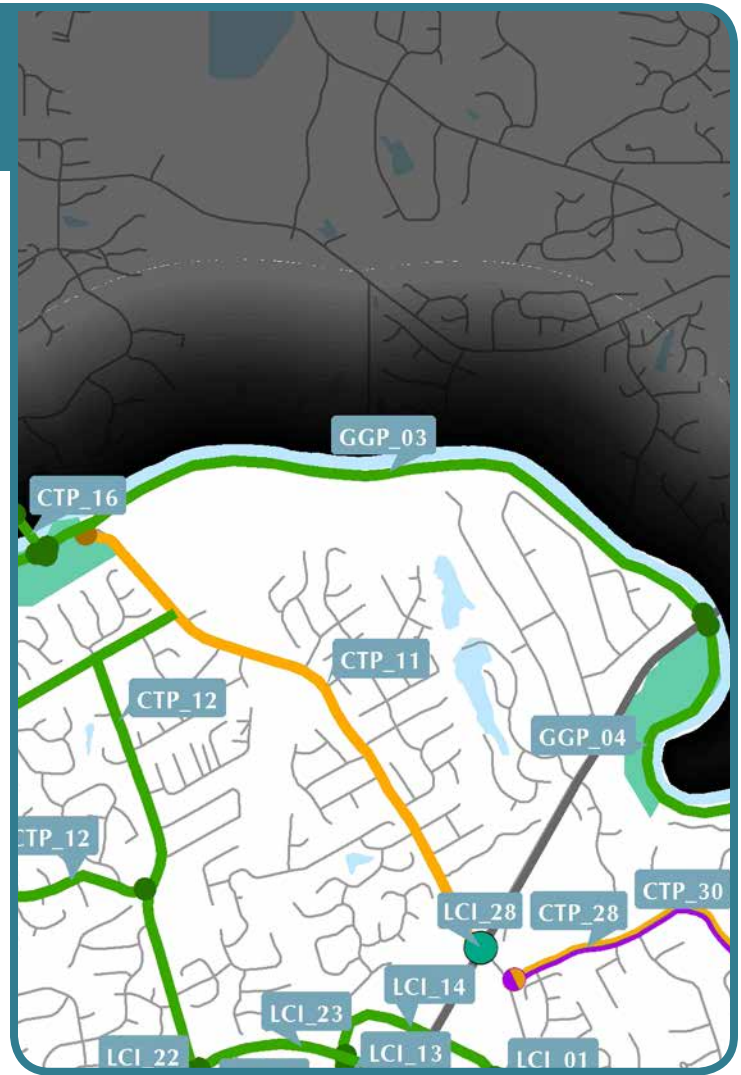 GGP_03
CTP_16
CTP_11
CTP_12
GGP_04
CTP_12
CTP_30
LCI_28
CTP_28
LCI_14
LCI_23
LCI_13
LCI_22
LCI_01